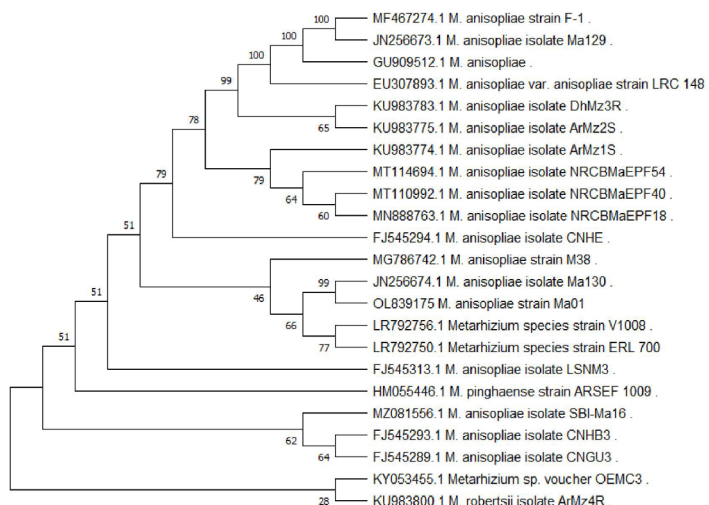 100
MF467274.1 M. anisopliae strain F-1 .
100
JN256673.1 M. anisopliae isolate Ma129 .
100
GU909512.1 M. anisopliae .
99
EU307893.1 M. anisopliae var. anisopliae strain LRC 148
KU983783.1 M. anisopliae isolate DhMz3R .
78
65
KU983775.1 M. anisopliae isolate ArMz2S .
KU983774.1 M. anisopliae isolate ArMz1S .
79
79
MT114694.1 M. anisopliae isolate NRCBMaEPF54 .
64
MT110992.1 M. anisopliae isolate NRCBMaEPF40 .
60
MN888763.1 M. anisopliae isolate NRCBMaEPF18 .
51
FJ545294.1 M. anisopliae isolate CNHE .
MG786742.1 M. anisopliae strain M38 .
99
JN256674.1 M. anisopliae isolate Ma130 .
51
46
OL839175 M. anisopliae strain Ma01
66
LR792756.1 Metarhizium species strain V1008 .
51
77
LR792750.1 Metarhizium species strain ERL 700
FJ545313.1 M. anisopliae isolate LSNM3 .
HM055446.1 M. pinghaense strain ARSEF 1009 .
MZ081556.1 M. anisopliae isolate SBI-Ma16 .
62
FJ545293.1 M. anisopliae isolate CNHB3 .
64
FJ545289.1 M. anisopliae isolate CNGU3 .
KY053455.1 Metarhizium sp. voucher OEMC3 .
28
KU983800.1 M. robertsii isolate ArMz4R .